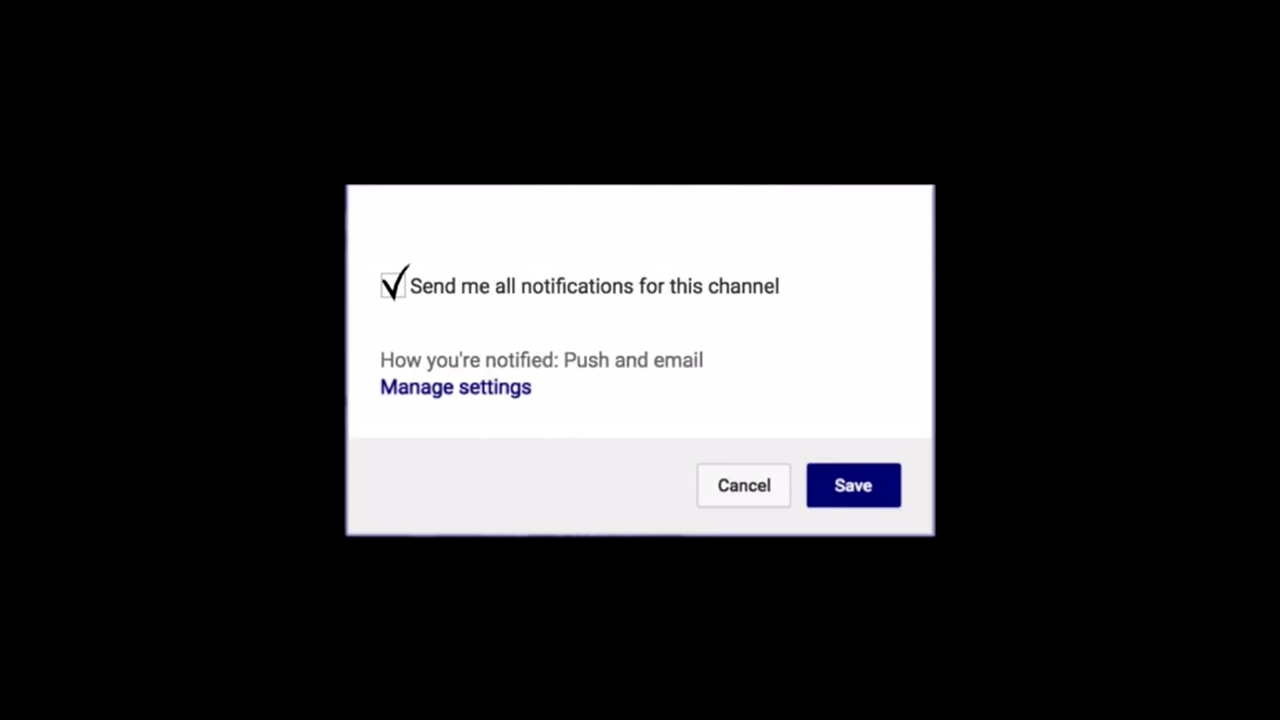 Send me all notifications for this channel
How you're notified: Push and email
Manage settings
Cancel
Save